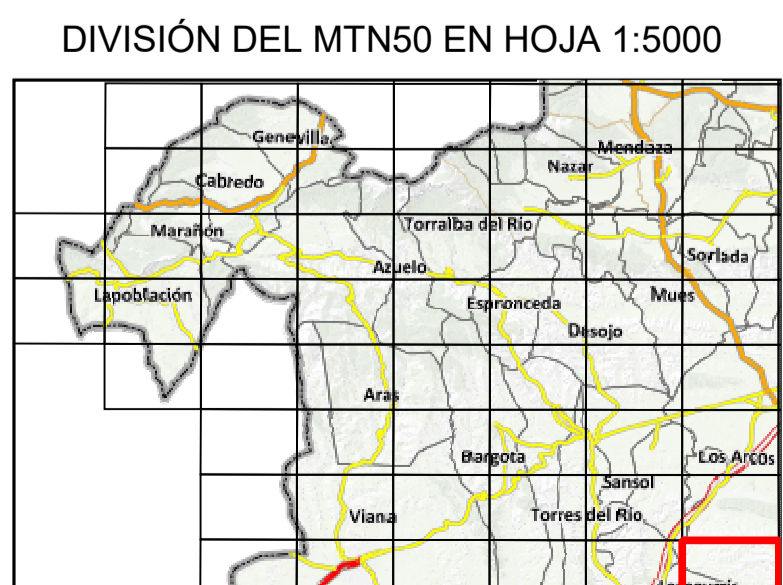 DIVISIÓN DEL MTN50 EN HOJA 1:5000
Genevilla
Mendaza
Nazar
Cabredo
Torralba del Río
Marañón
Sorlada
Azuelo
Lapoblación
Mues
Espronceda
Desojo
Aras
Bargota
Los Arcos
Sansol
Viana
Torres del Río